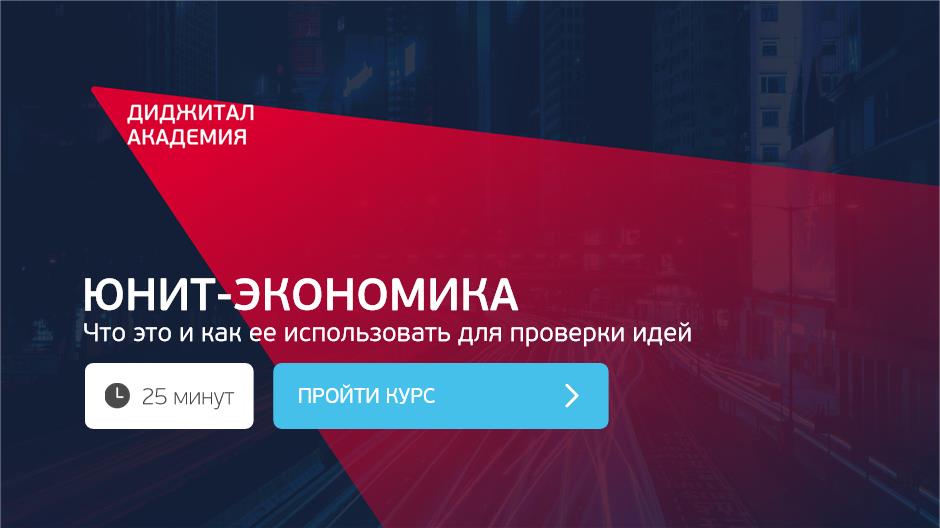 ДИДЖИТАЛ
АКАДЕМИЯ
ЮНИТ-ЭКОНОМИКА
Что это и как ее использовать для проверки идей
25 минут
ПРОЙТИ КУРС